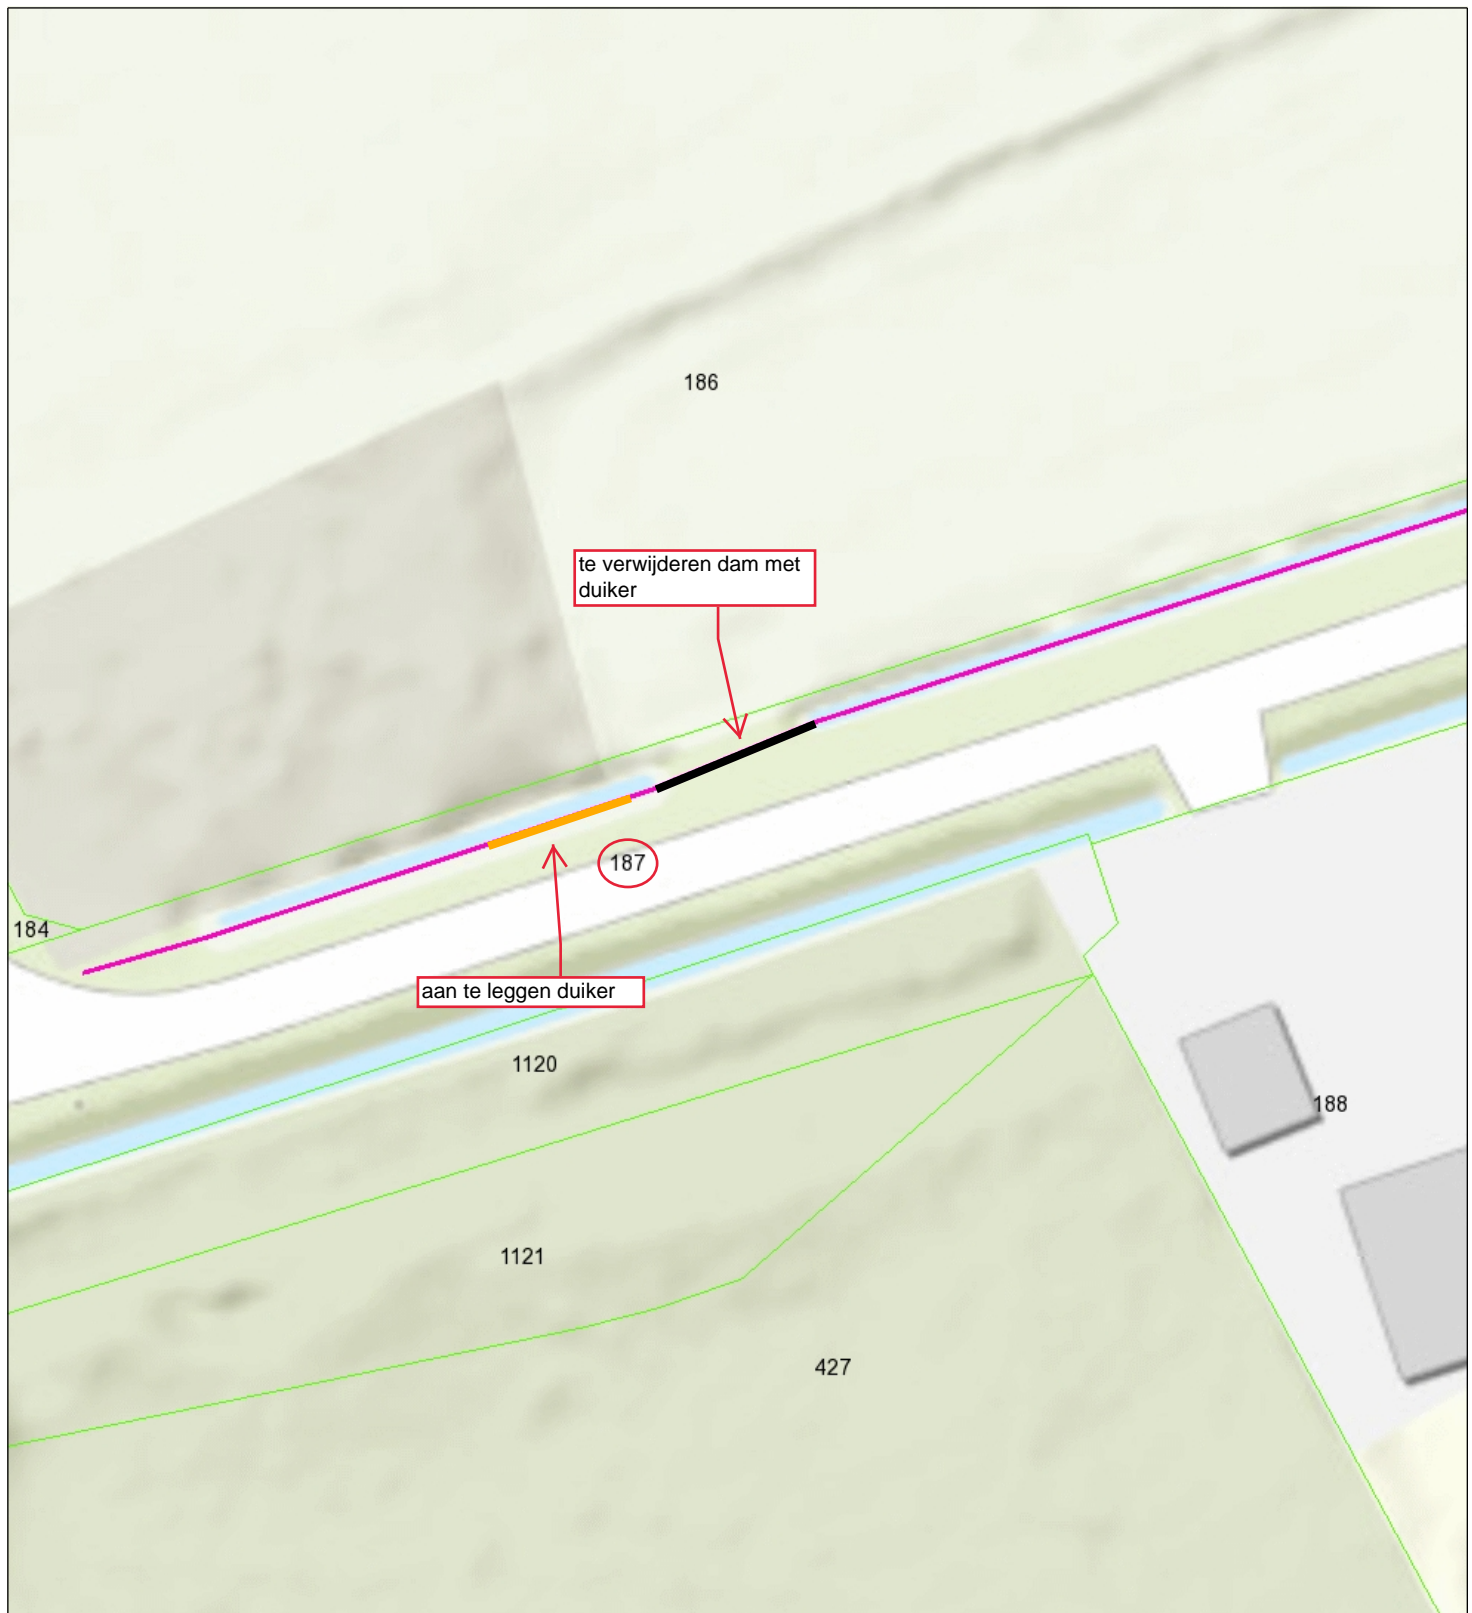 186
te verwijderen dam met
duiker
187
184
aan te leggen duiker
1120
188
1121
427